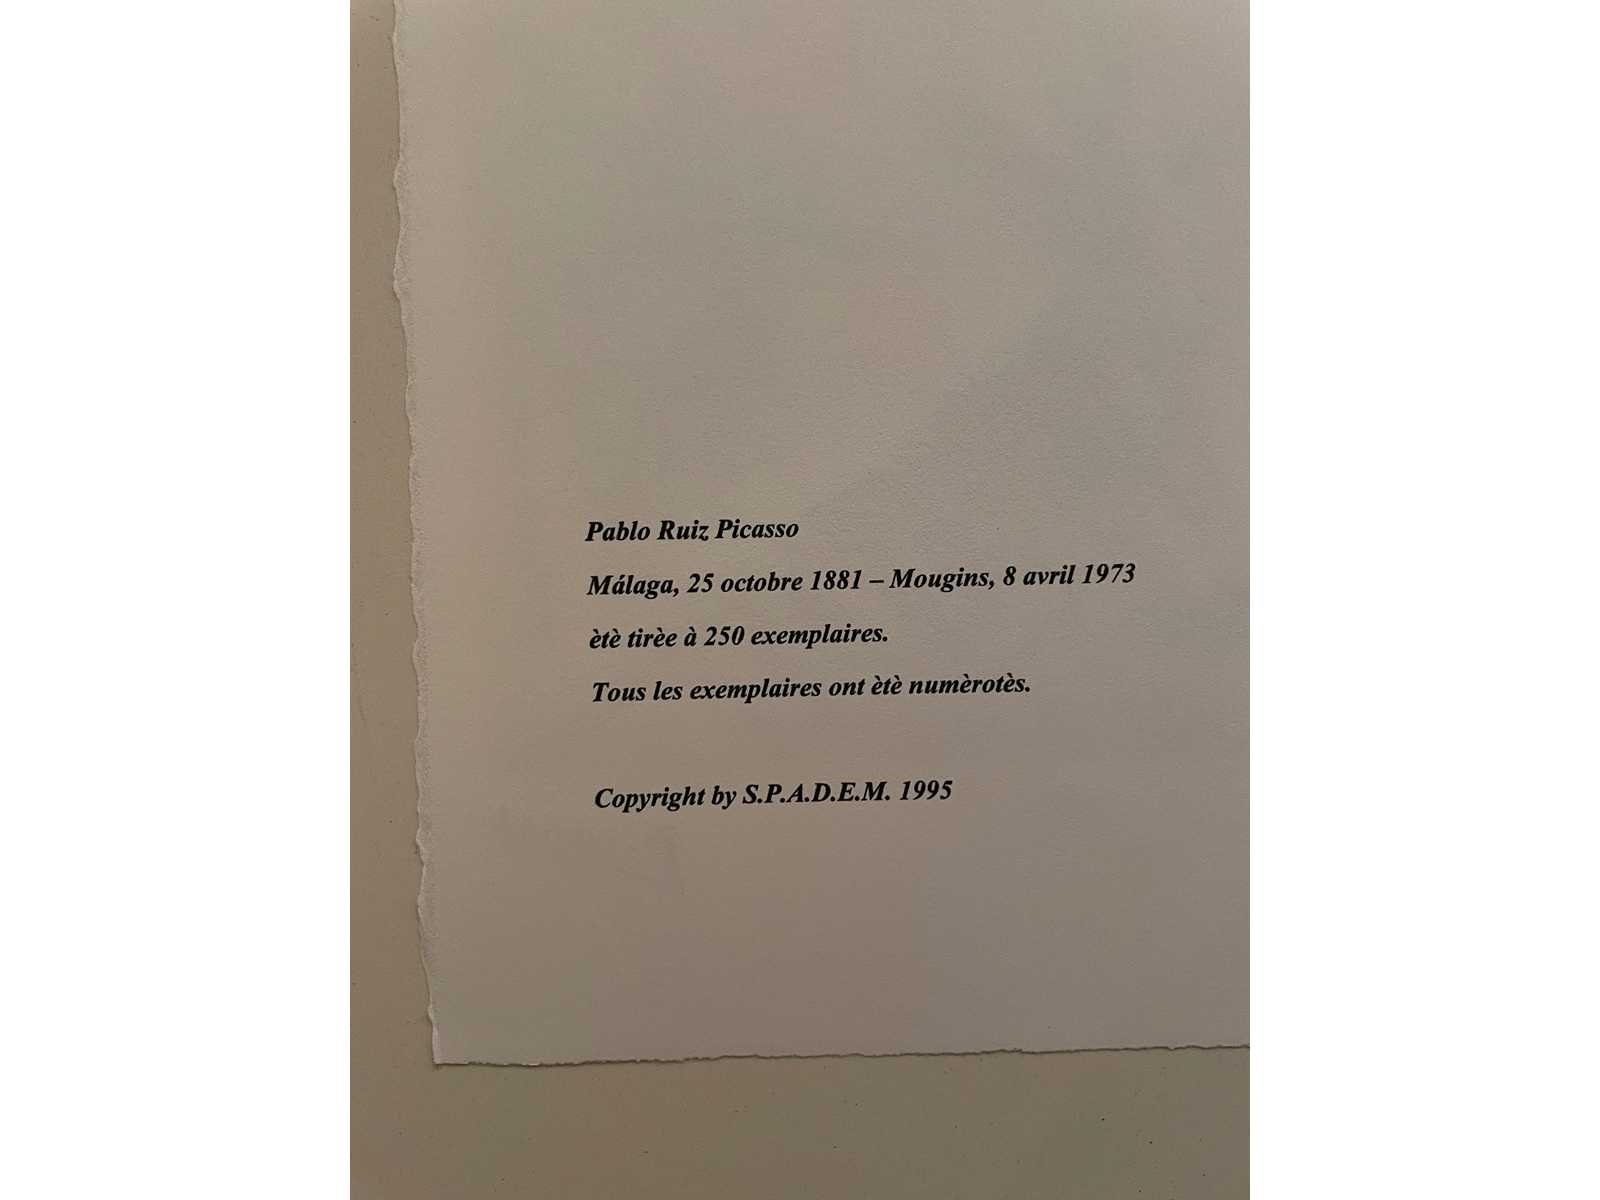 Pablo Ruiz Picasso
Málaga, 25 octobre 1881 – Mougins, 8 avril 1973
ètè tirèe à 250 exemplaires.
Tous les exemplaires ont ètè numèrotès.
Copyright by S.P.A.D.E.M. 1995